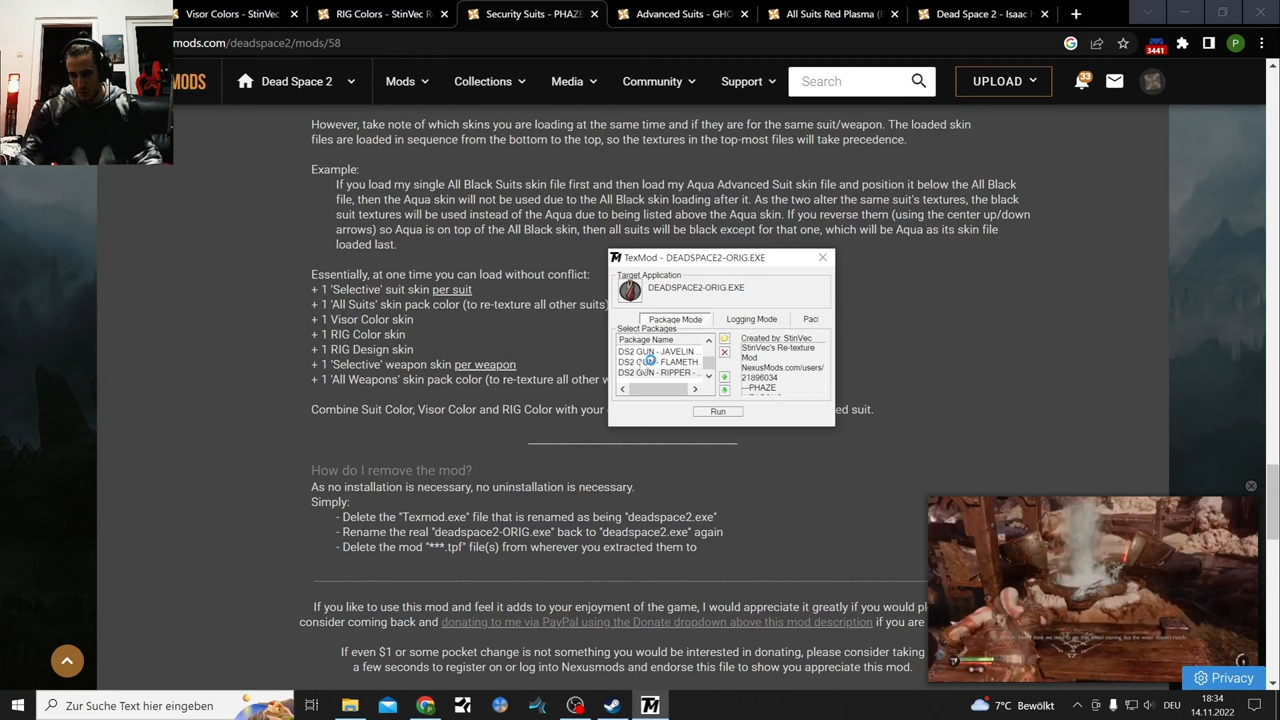 Visor Colors - StinVec
RIG Colors - StinVec R
Security Suits - PHAZE
Advanced Suits - GHO
All Suits Red Plasma (B
Dead Space 2 - Isaac
mods.com/deadspace2/mods/58
3441
P
MODS
Dead Space 2
Mods
Collections
Media
Community
Support
Search
UPLOAD
33
However, take note of which skins you are loading at the same time and if they are for the same suit/weapon. The loaded skin
files are loaded in sequence from the bottom to the top, so the textures in the top-most files will take precedence.
Example:
If you load my single All Black Suits skin file first and then load my Aqua Advanced Suit skin file and position it below the All Black
file, then the Aqua skin will not be used due to the All Black skin loading after it. As the two alter the same suit's textures, the black
suit textures will be used instead of the Aqua due to being listed above the Aqua skin. If you reverse them (using the center up/down
arrows) so Aqua is on top of the All Black skin, then all suits will be black except for that one, which will be Aqua as its skin file
loaded last.
Essentially, at one time you can load without conflict:
+ 1 'Selective' suit skin per suit
+ 1 'All Suits' skin pack color (to re-texture all other suits)
+ 1 Visor Color skin
+ 1 RIG Color skin
+ 1 RIG Design skin
+ 1 'Selective' weapon skin per weapon
+ 1 'All Weapons' skin pack color (to re-texture all other w
Combine Suit Color, Visor Color and RIG Color with your
ed suit.
TexMod - DEADSPACE2-ORIG.EXE
Target Application
DEADSPACE2-ORIG.EXE
Package Mode
Logging Mode
Pac
Select Packages
Package Name
DS2 GUN - JAVELIN ...
DS2 GUN - FLAMETH...
DS2 GUN - RIPPER - ...
Created by: StinVec
StinVec's Re-texture
Mod
NexusMods.com/users/
21896034
---PHAZE
Run
How do I remove the mod?
As no installation is necessary, no uninstallation is necessary.
Simply:
- Delete the "Texmod.exe" file that is renamed as being "deadspace2.exe"
- Rename the real "deadspace2-ORIG.exe" back to "deadspace2.exe" again
- Delete the mod "***.tpf" file(s) from wherever you extracted them to
If you like to use this mod and feel it adds to your enjoyment of the game, I would appreciate it greatly if you would pl
consider coming back and donating to me via PayPal using the Donate dropdown above this mod description if you are
If even $1 or some pocket change is not something you would be interested in donating, please consider taking
a few seconds to register on or log into Nexusmods and endorse this file to show you appreciate this mod.
Privacy
Zur Suche Text hier eingeben
7°C Bewölkt
DEU
18:34
14.11.2022